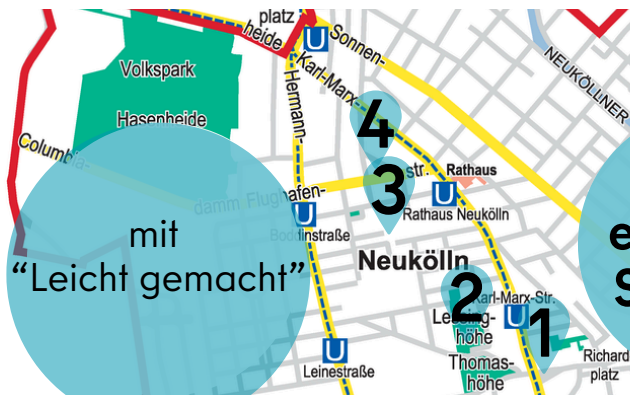 platz
heide
U
Sonnen-
Karl-Marx-
Hermann-
NEUKÖLLNER
Volkspark
Hasenheide
Columbia-
4
str.
Rathaus
3
U
Rathaus Neukölln
damm Flughafen-
U
Boddinstraße
mit
“Leicht gemacht”
Neukölln
e
S
2
Karl-Marx-Str.
U
1
Lessing-
höhe
Thomas-
höhe
Richard
platz
U
Leinestraße